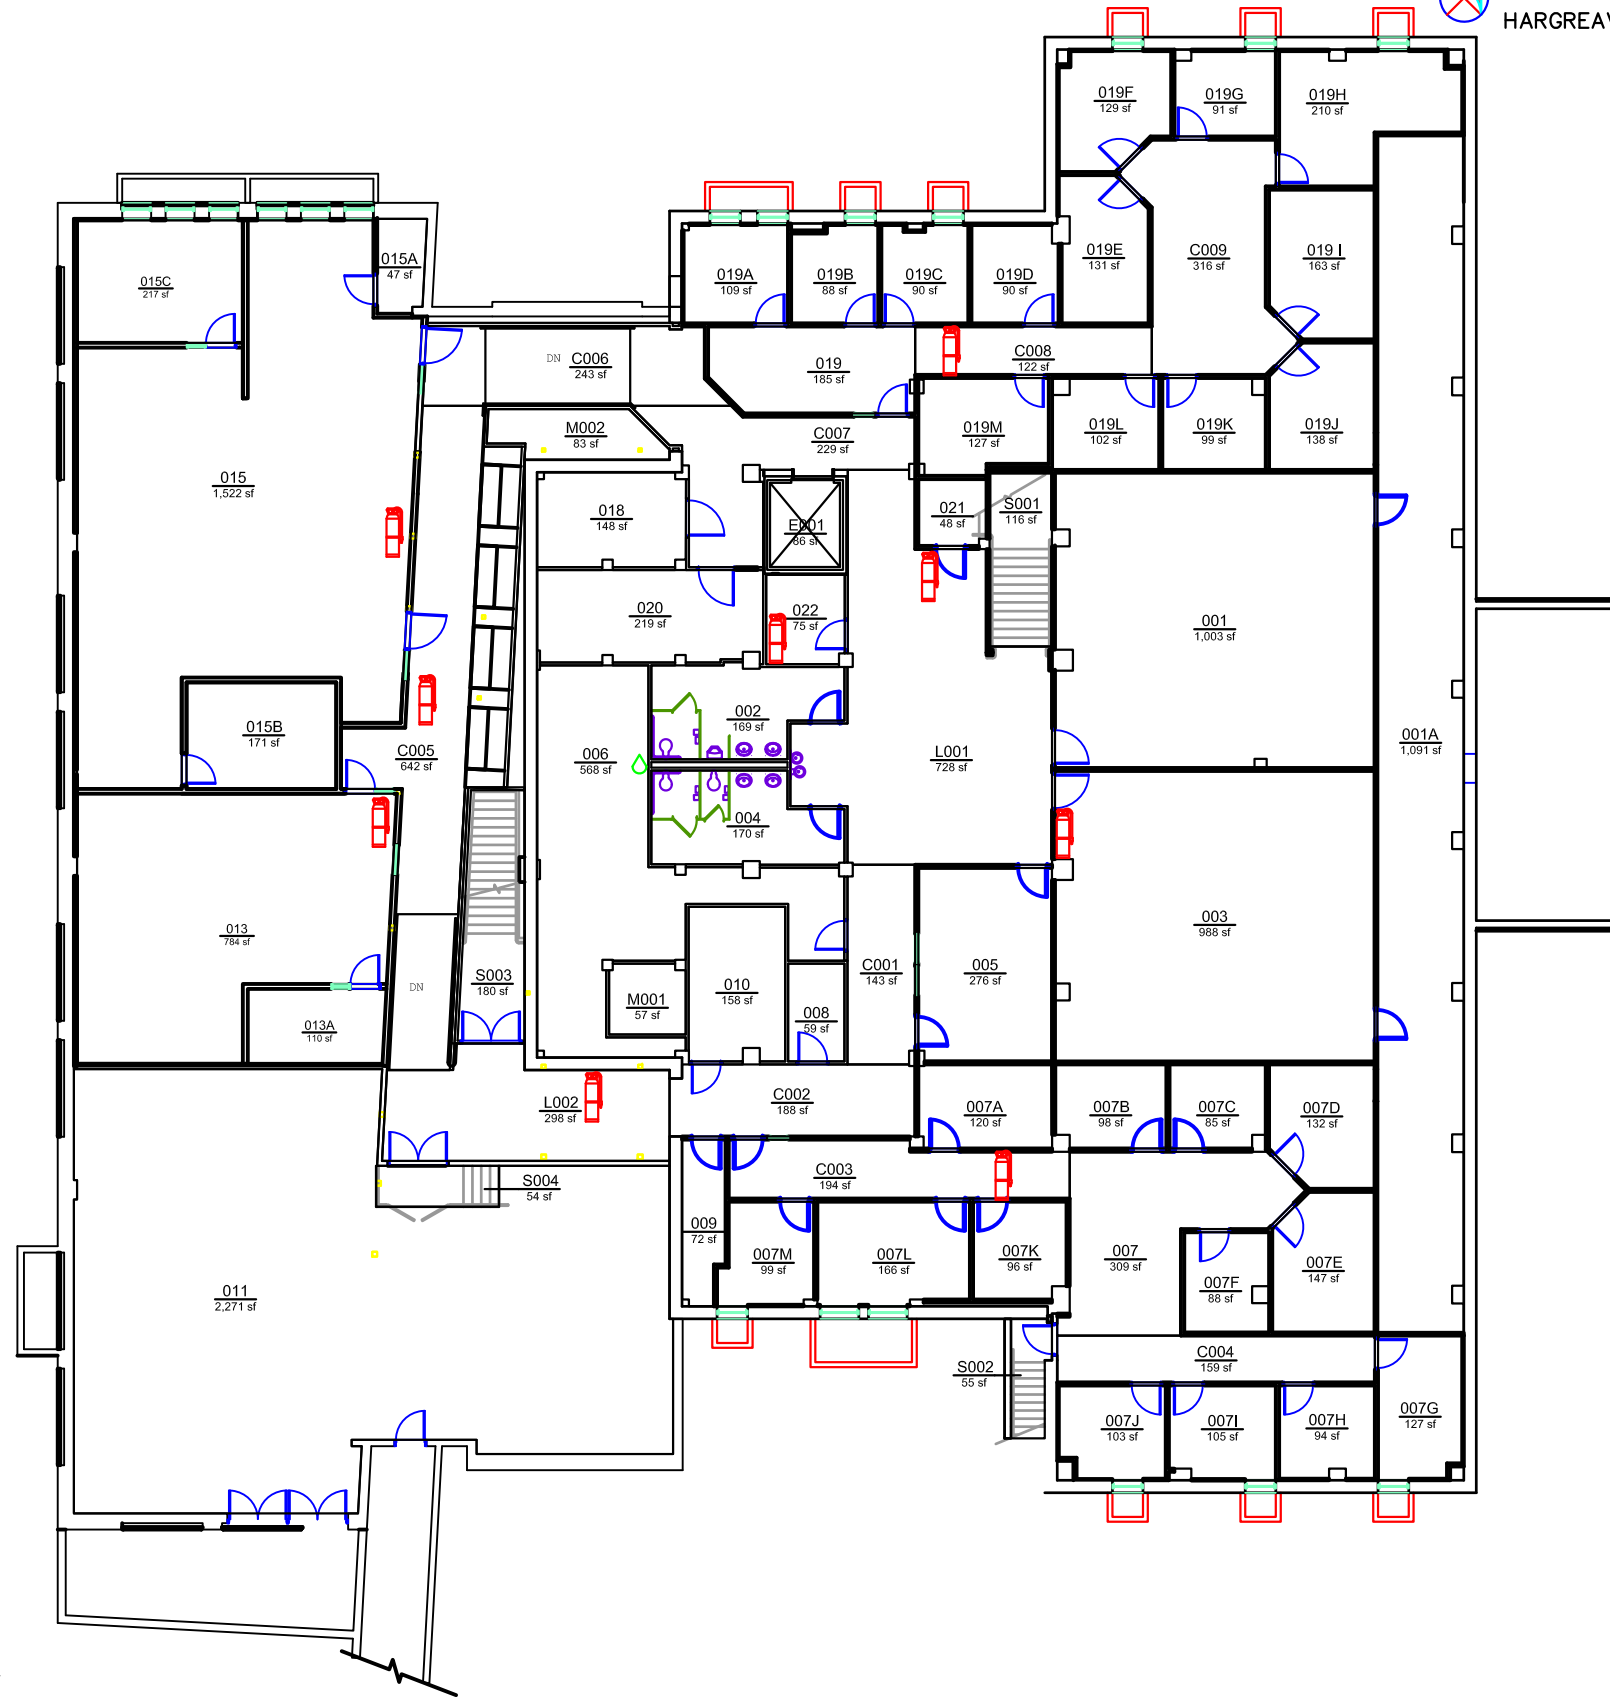 HARGREAV
019F
129 sf
019G
91 sf
019H
210 sf
015A
47 sf
015C
217 sf
019A
109 sf
019B
88 sf
019C
90 sf
019D
90 sf
019E
131 sf
C009
316 sf
019 I
163 sf
DN
C006
243 sf
019
185 sf
C008
122 sf
M002
83 sf
C007
229 sf
019M
127 sf
019L
102 sf
019K
99 sf
019J
138 sf
015
1,522 sf
018
148 sf
E001
86 sf
021
48 sf
S001
116 sf
020
219 sf
022
75 sf
001
1,003 sf
015B
171 sf
C005
642 sf
006
568 sf
002
169 sf
L001
728 sf
001A
1,091 sf
004
170 sf
013
784 sf
003
988 sf
DN
S003
180 sf
M001
57 sf
010
158 sf
008
59 sf
C001
143 sf
005
276 sf
013A
110 sf
L002
298 sf
C002
188 sf
007A
120 sf
007B
98 sf
007C
85 sf
007D
132 sf
S004
54 sf
C003
194 sf
009
72 sf
007M
99 sf
007L
166 sf
007K
96 sf
007
309 sf
007F
88 sf
007E
147 sf
011
2,271 sf
S002
55 sf
C004
159 sf
007J
103 sf
007I
105 sf
007H
94 sf
007G
127 sf